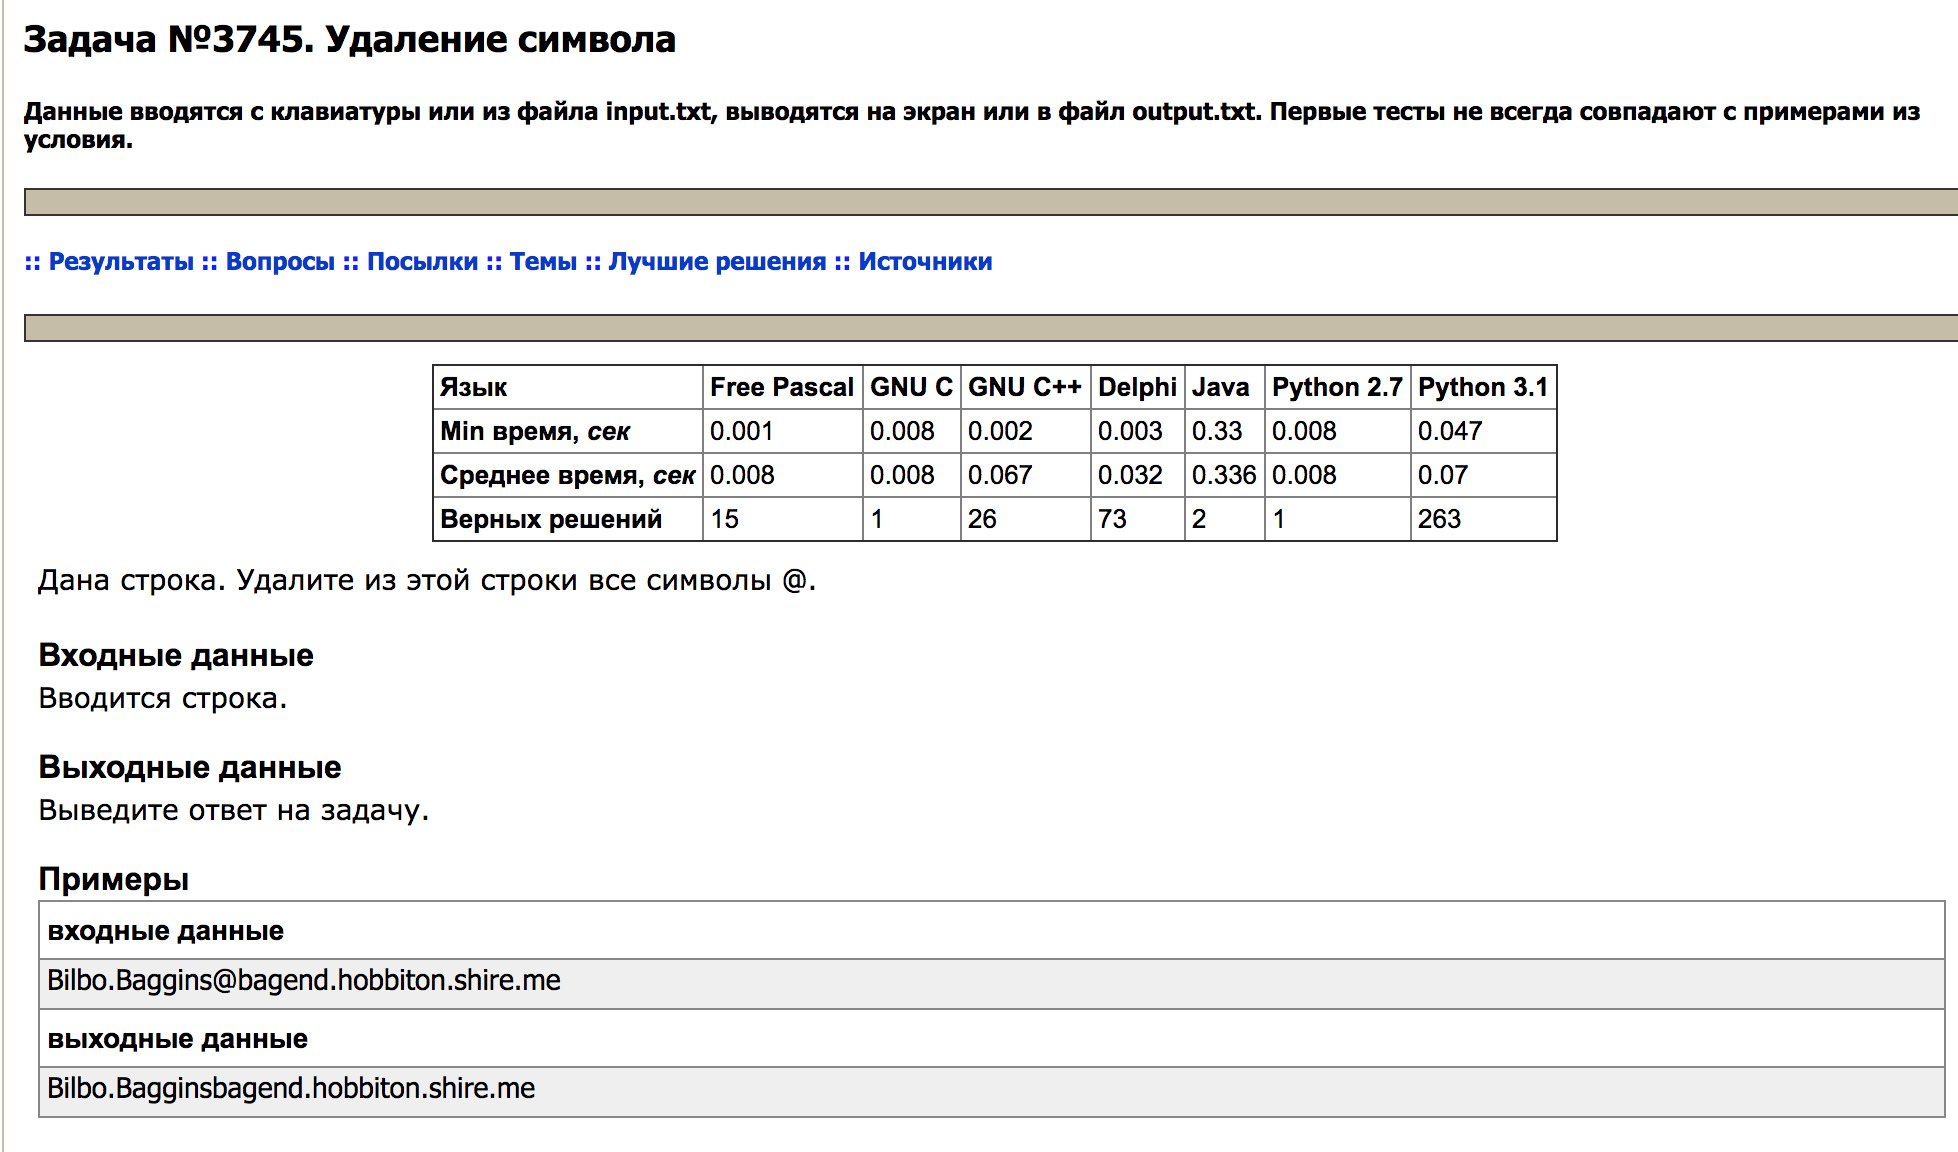 Задача №3745. Удаление символа
Данные вводятся с клавиатуры или из файла input.txt, выводятся на экран или в файл output.txt. Первые тесты не всегда совпадают с примерами из
условия.
:: Результаты :: Вопросы :: Посылки :: Темы :: Лучшие решения :: Источники
Язык Free Pascal GNU C GNU C++ Delphi Java Python 2.7 Python 3.1
Min время, сек 0.001 0.008 0.002 0.003 0.33 0.008 0.047
Среднее время, сек 0.008 0.008 0.067 0.032 0.336 0.008 0.07
Верных решений 15 1 26 73 2 1 263
Дана строка. Удалите из этой строки все символы @.
Входные данные
Вводится строка.
Выходные данные
Выведите ответ на задачу.
Примеры
входные данные
Bilbo.Baggins@bagend.hobbiton.shire.me
выходные данные
Bilbo.Bagginsbagend.hobbiton.shire.me